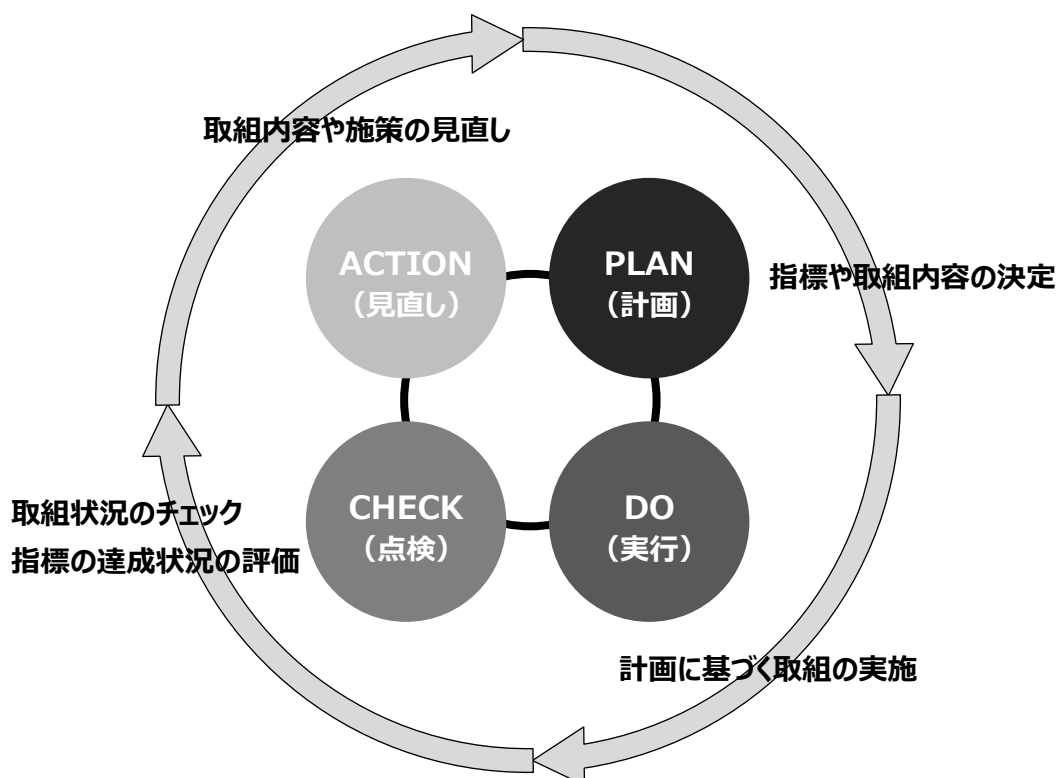 取組内容や施策の見直し
ACTION
（見直し）
PLAN
（計画）
指標や取組内容の決定
CHECK
（点検）
DO
（実行）
取組状況のチェック
指標の達成状況の評価
計画に基づく取組の実施